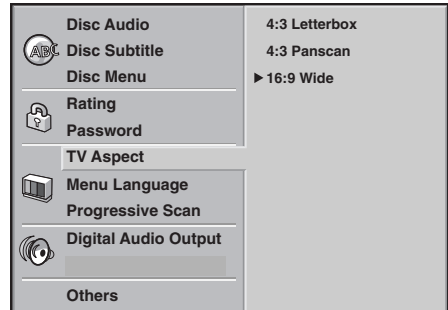 Disc Audio
ABC
Disc Subtitle
Disc Menu
Rating
Password
TV Aspect
Menu Language
Progressive Scan
Digital Audio Output
Others
4:3 Letterbox
4:3 Panscan
16:9 Wide